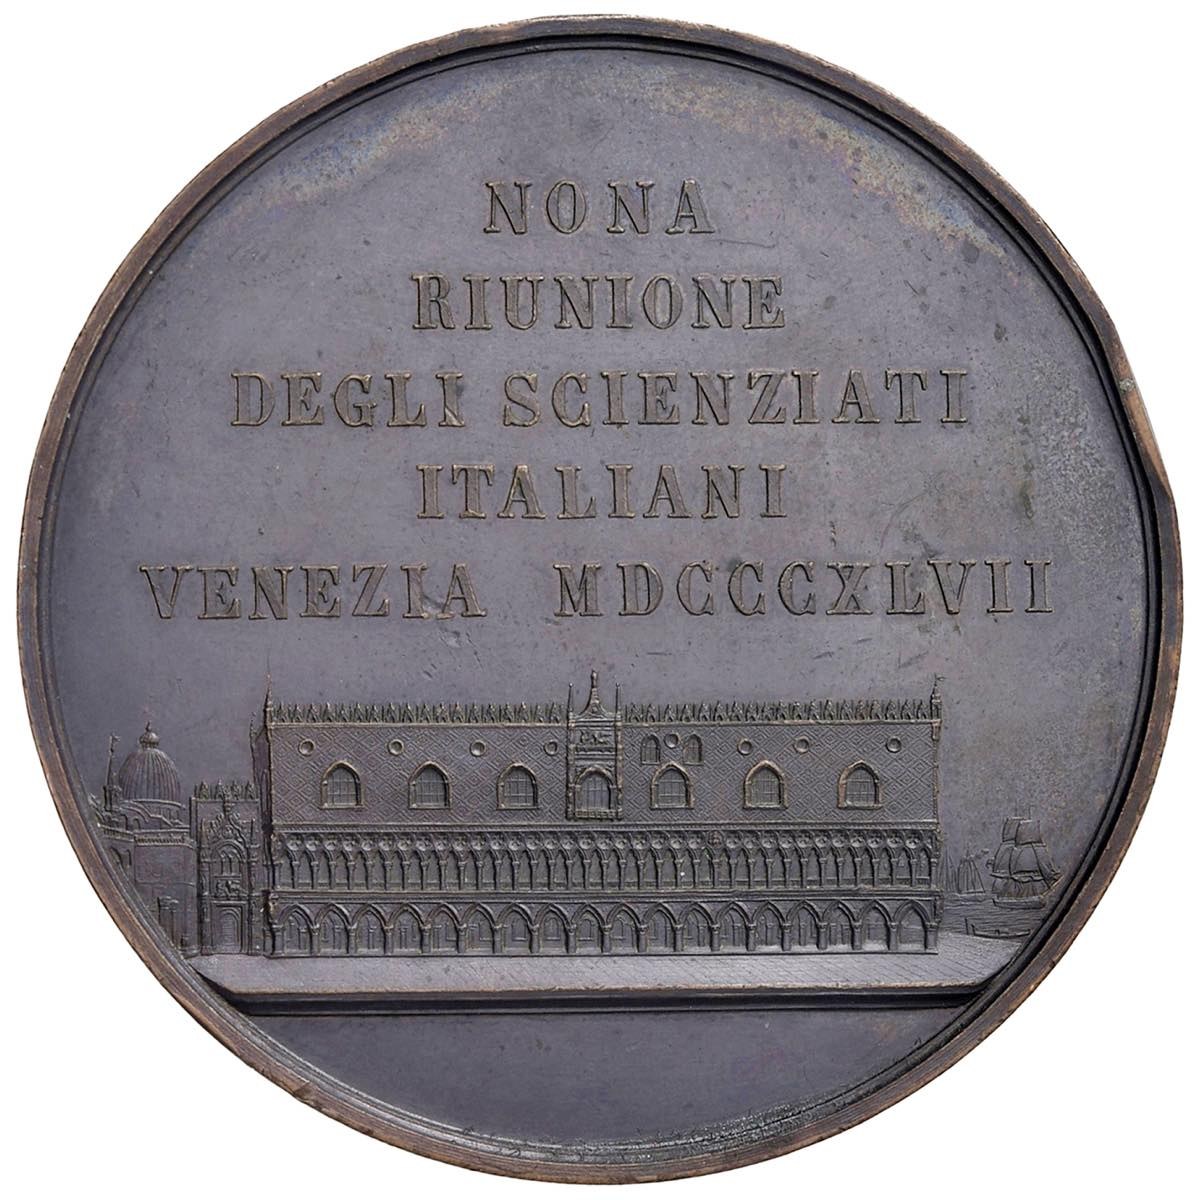 NONA
RIUNIONE
DEGLI SCIENZIATI
ITALIANI
VENEZIA MDCCCXLVII